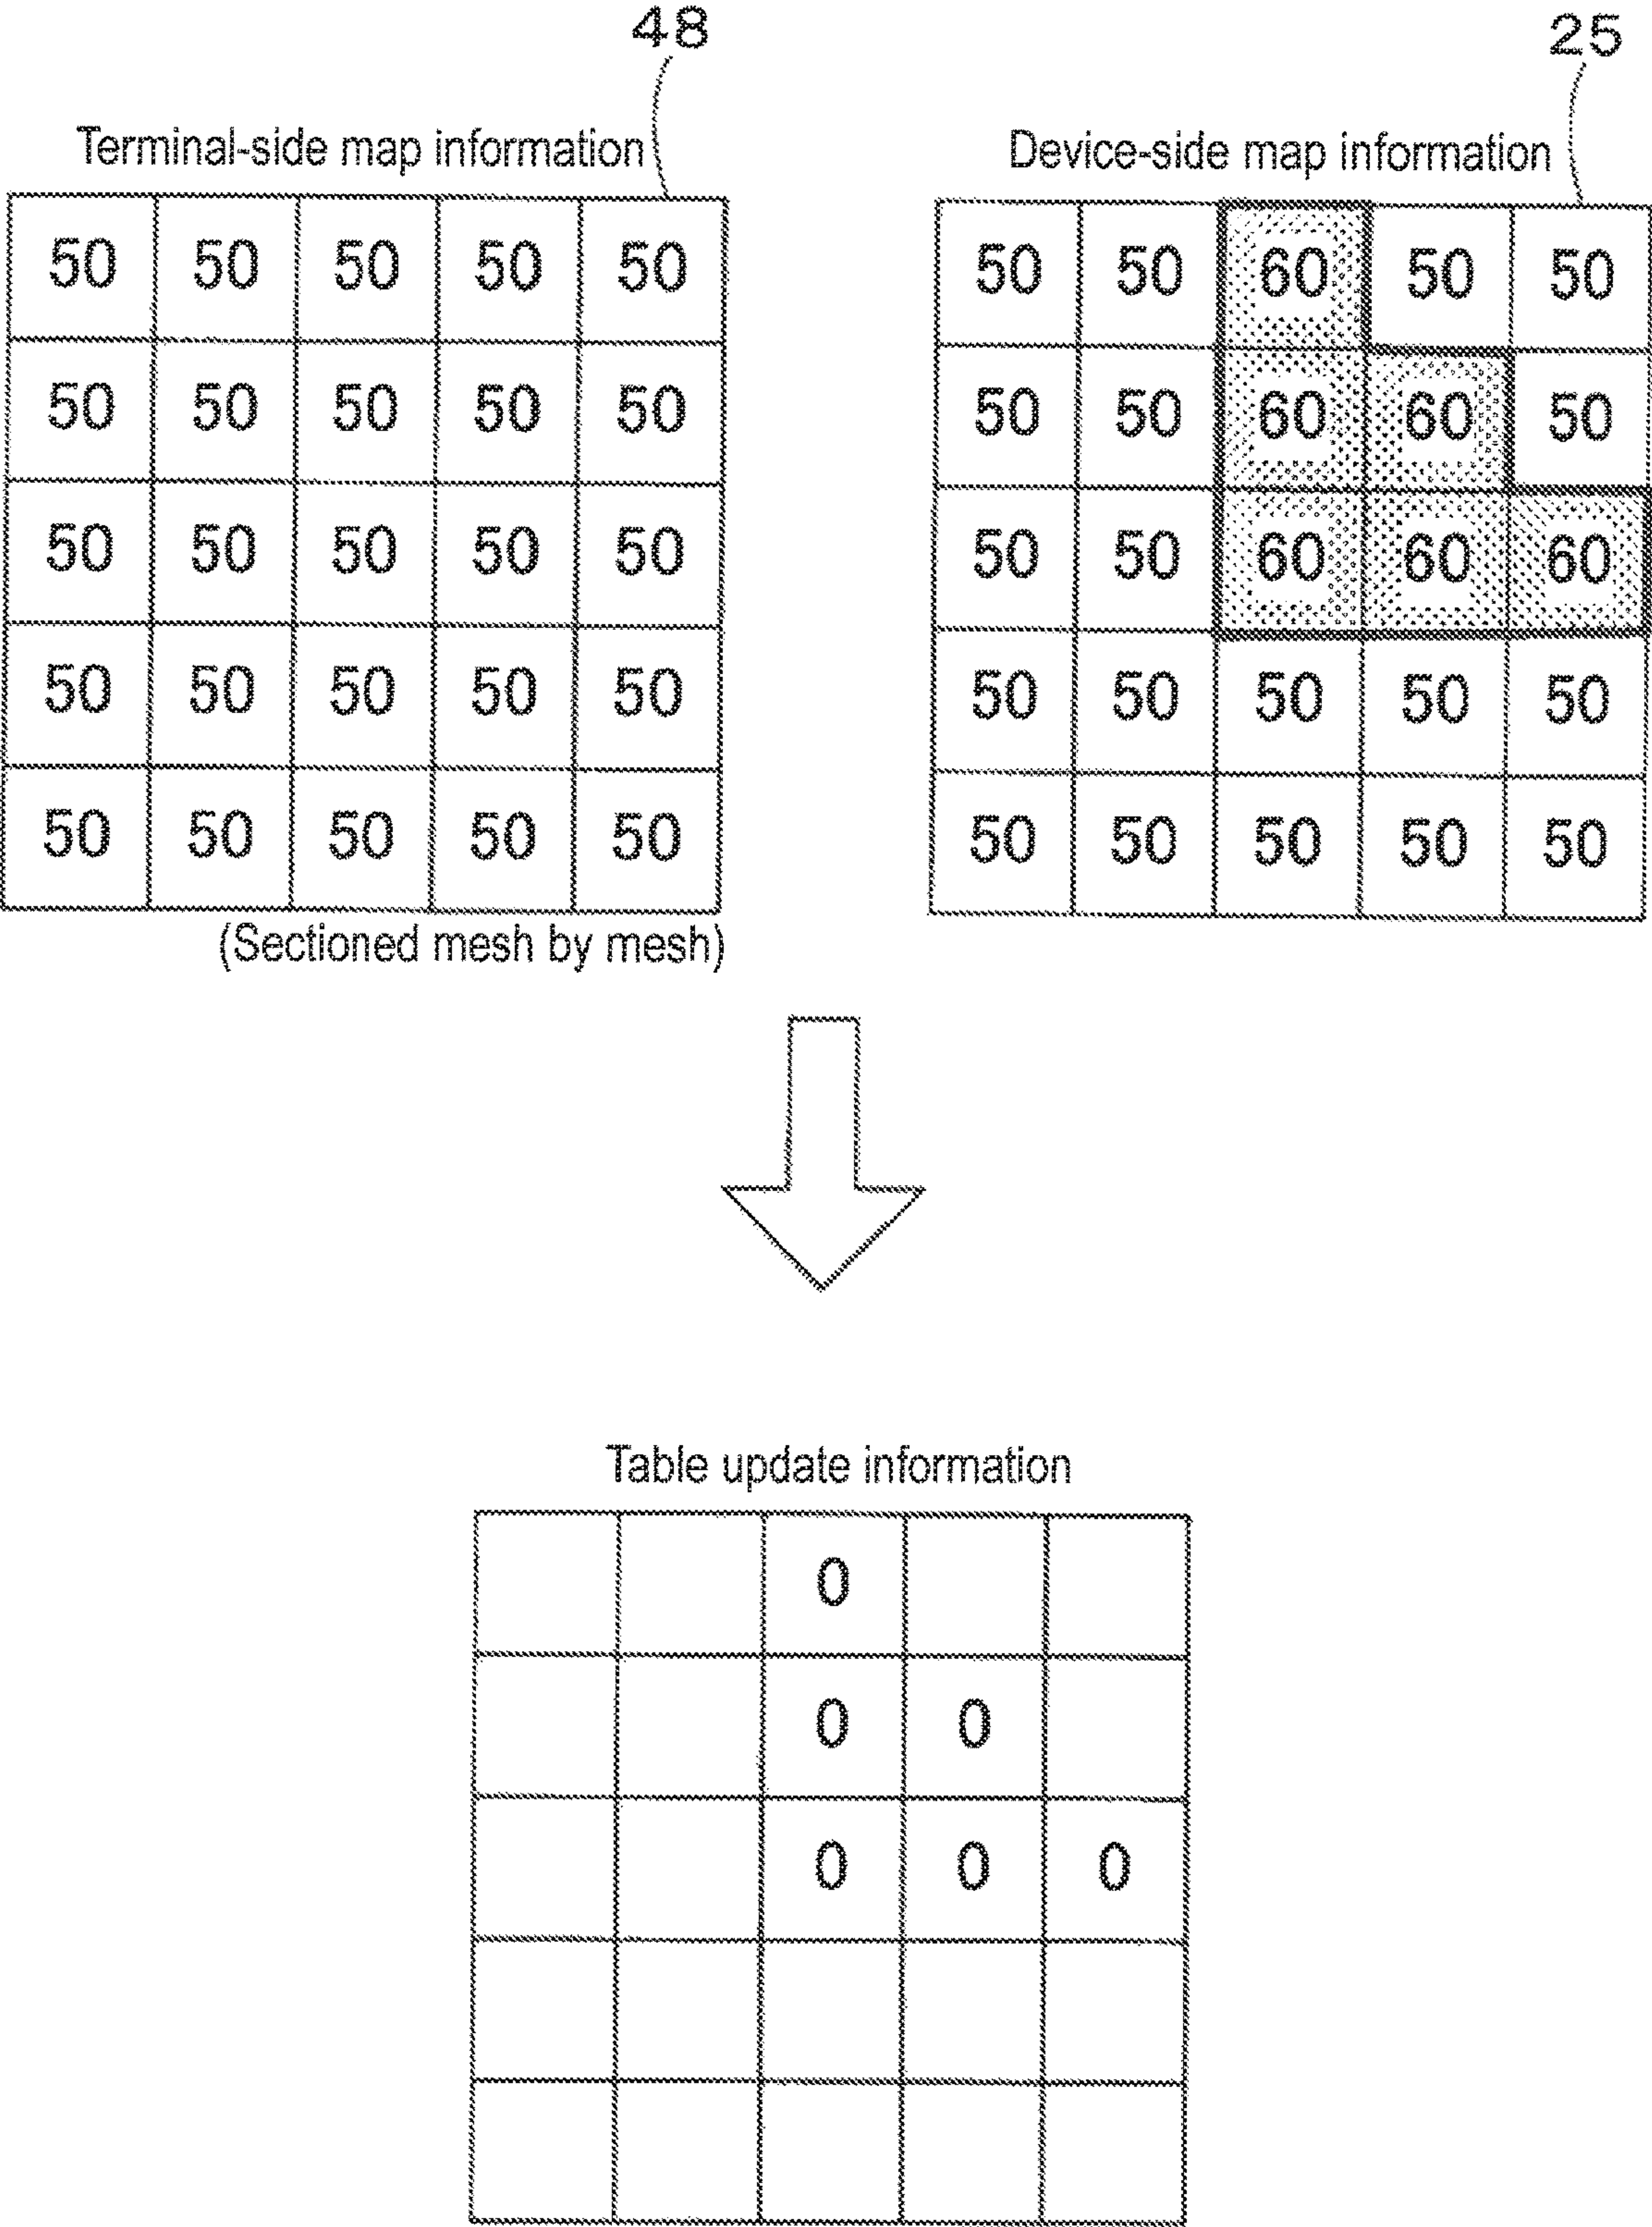 48
25
Terminal-side map information
Device-side map information
50 50 50 50 50
50 50 50 50 50
50 50 50 50 50
50 50 50 50 50
50 50 50 50 50
50 50 60 50 50
50 50 60 60 50
50 50 60 60 60
50 50 50 50 50
50 50 50 50 50
(Sectioned mesh by mesh)
Table update information
0
0 0
0 0 0